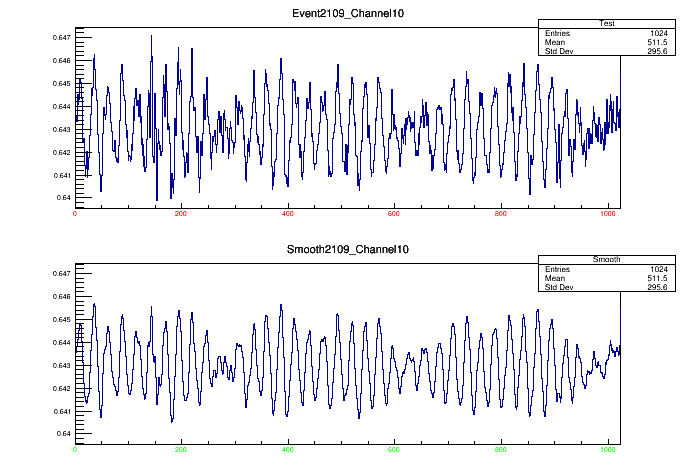 Event2109_Channel10
Test
Entries 1024
Mean 511.5
Std Dev 295.6
0.647
0.646
0.645
0.644
0.643
0.642
0.641
0.64
0 200 400 600 800 1000
Smooth2109_Channel10
Smooth
Entries 1024
Mean 511.5
Std Dev 295.6
0.647
0.646
0.645
0.644
0.643
0.642
0.641
0.64
0 200 400 600 800 1000